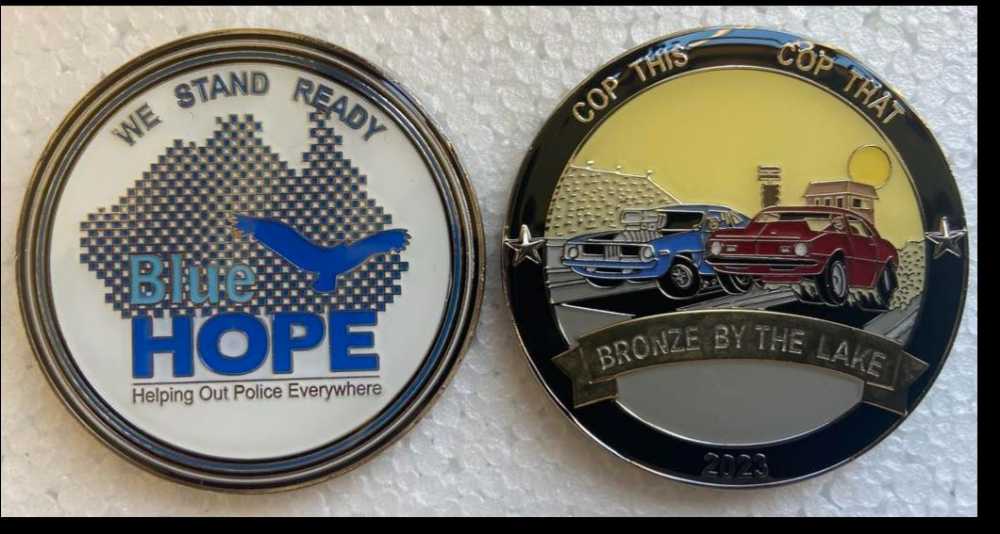 WE STAND READY
Blue
HOPE
Helping Out Police Everywhere
COP THIS COP THAT
BRONZE BY THE LAKE
2023